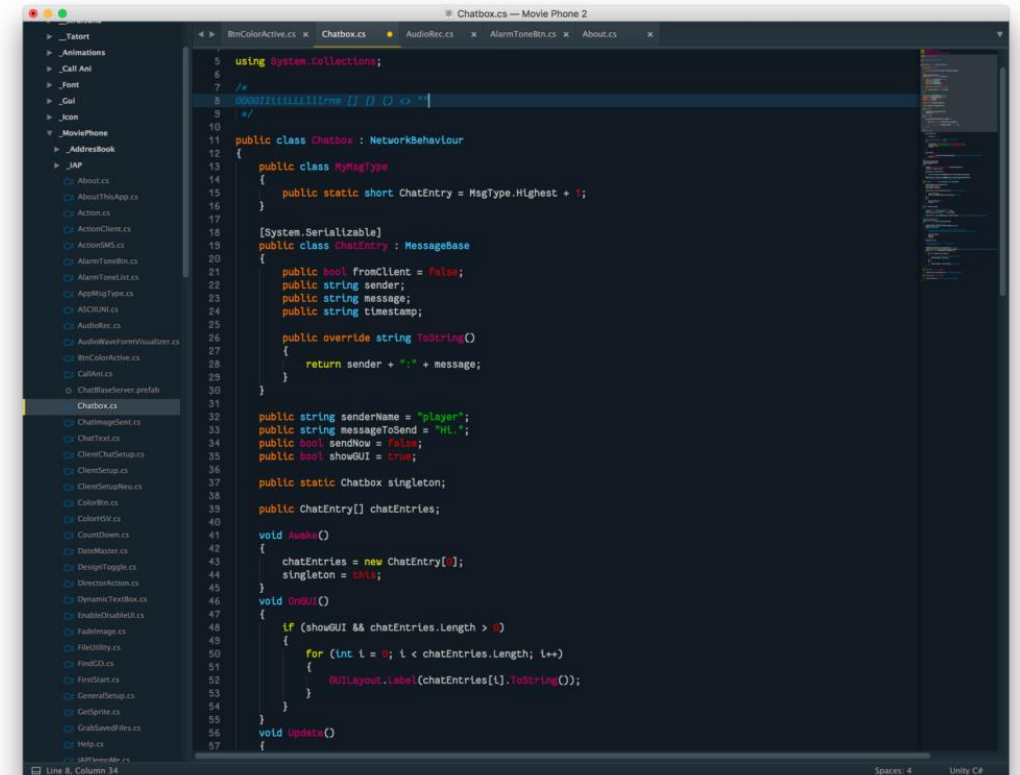 Chatbox.cs — Movie Phone 2
__Tatort
_Animations
_Call Ani
_Font
_Gui
_Icon
_MoviePhone
_AddresBook
_IAP
About.cs
AboutThisApp.cs
Action.cs
ActionClient.cs
ActionSMS.cs
AlarmToneBtn.cs
AlarmToneList.cs
AppMsgType.cs
ASCIIUNI.cs
AudioRec.cs
AudioWaveFormVisualizer.cs
BtnColorActive.cs
CallAni.cs
ChatBlaseServer.prefab
Chatbox.cs
ChatImageSent.cs
ChatText.cs
ClientChatSetup.cs
ClientSetup.cs
ClientSetupNeu.cs
ColorBtn.cs
ColorHSV.cs
CountDown.cs
DateMaster.cs
DesignToggle.cs
DirectorAction.cs
DynamicTextBox.cs
EnableDisableUI.cs
FadeImage.cs
FileUtility.cs
FindGO.cs
FirstStart.cs
GeneralSetup.cs
GetSprite.cs
GrabSavedFiles.cs
Help.cs
IAPDemoMe.cs
BtnColorActive.cs Chatbox.cs AudioRec.cs AlarmToneBtn.cs About.cs
5 using System.Collections;
6
7 /*
8 [] {} () <> ""
9 */
10
11 public class Chatbox : NetworkBehaviour
12 {
13 public class MyMsgType
14 {
15 public static short ChatEntry = MsgType.Highest + 1;
16 }
17
18 [System.Serializable]
19 public class ChatEntry : MessageBase
20 {
21 public bool fromClient = false;
22 public string sender;
23 public string message;
24 public string timestamp;
25
26 public override string ToString()
27 {
28 return sender + ":" + message;
29 }
30 }
31
32 public string senderName = "player";
33 public string messageToSend = "Hi.";
34 public bool sendNow = false;
35 public bool showGUI = true;
36
37 public static Chatbox singleton;
38
39 public ChatEntry[] chatEntries;
40
41 void Awake()
42 {
43 chatEntries = new ChatEntry[0];
44 singleton = this;
45 }
46 void OnGUI()
47 {
48 if (showGUI && chatEntries.Length > 0)
49 {
50 for (int i = 0; i < chatEntries.Length; i++)
51 {
52 GUILayout.Label(chatEntries[i].ToString());
53 }
54 }
55 }
56 void Update()
57 {
Line 8, Column 34
Spaces: 4 Unity C#